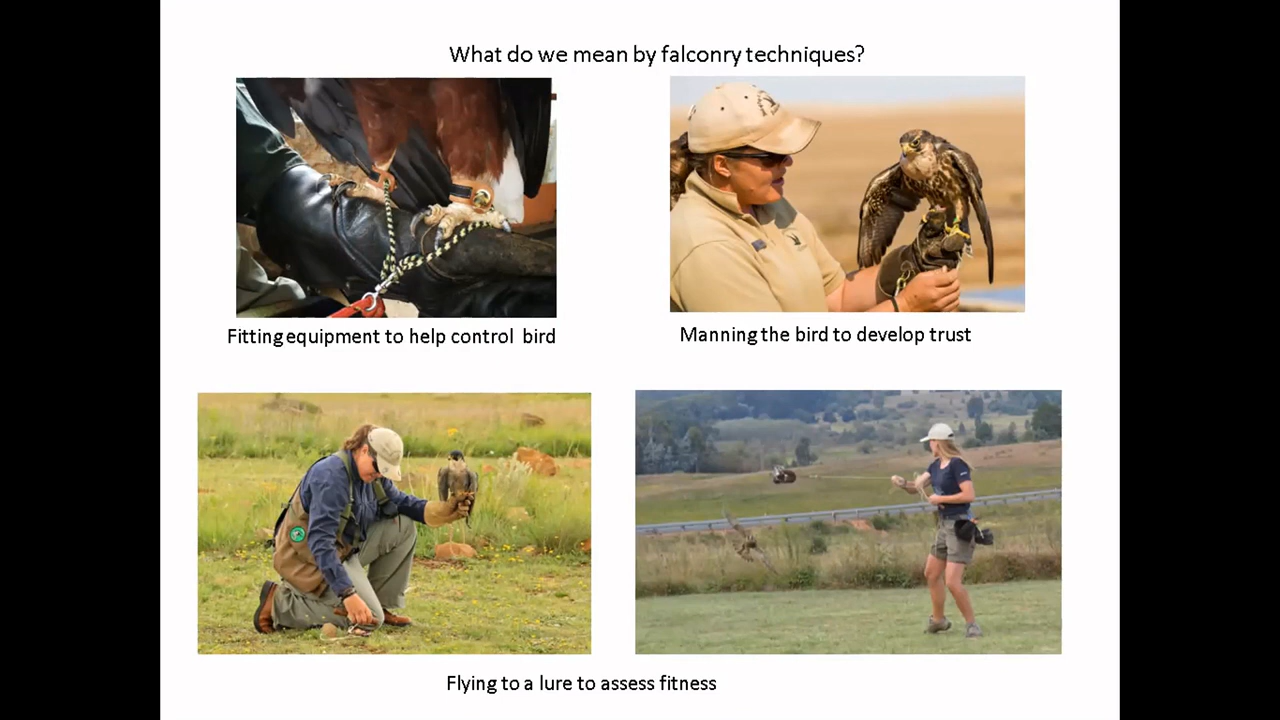 What do we mean by falconry techniques?
Fitting equipment to help control bird
Manning the bird to develop trust
Flying to a lure to assess fitness